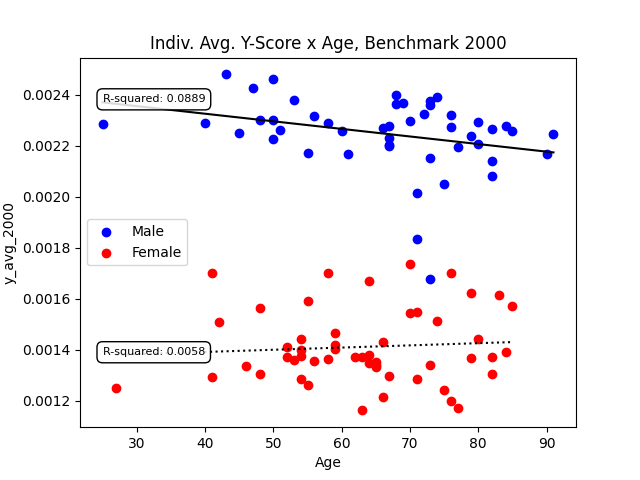 Indiv. Avg. Y-Score x Age, Benchmark 2000
0.0024
R-squared: 0.0889
0.0022
0.0020
y_avg_2000
0.0018
Male
Female
0.0016
0.0014
R-squared: 0.0058
0.0012
30 40 50 60 70 80 90
Age